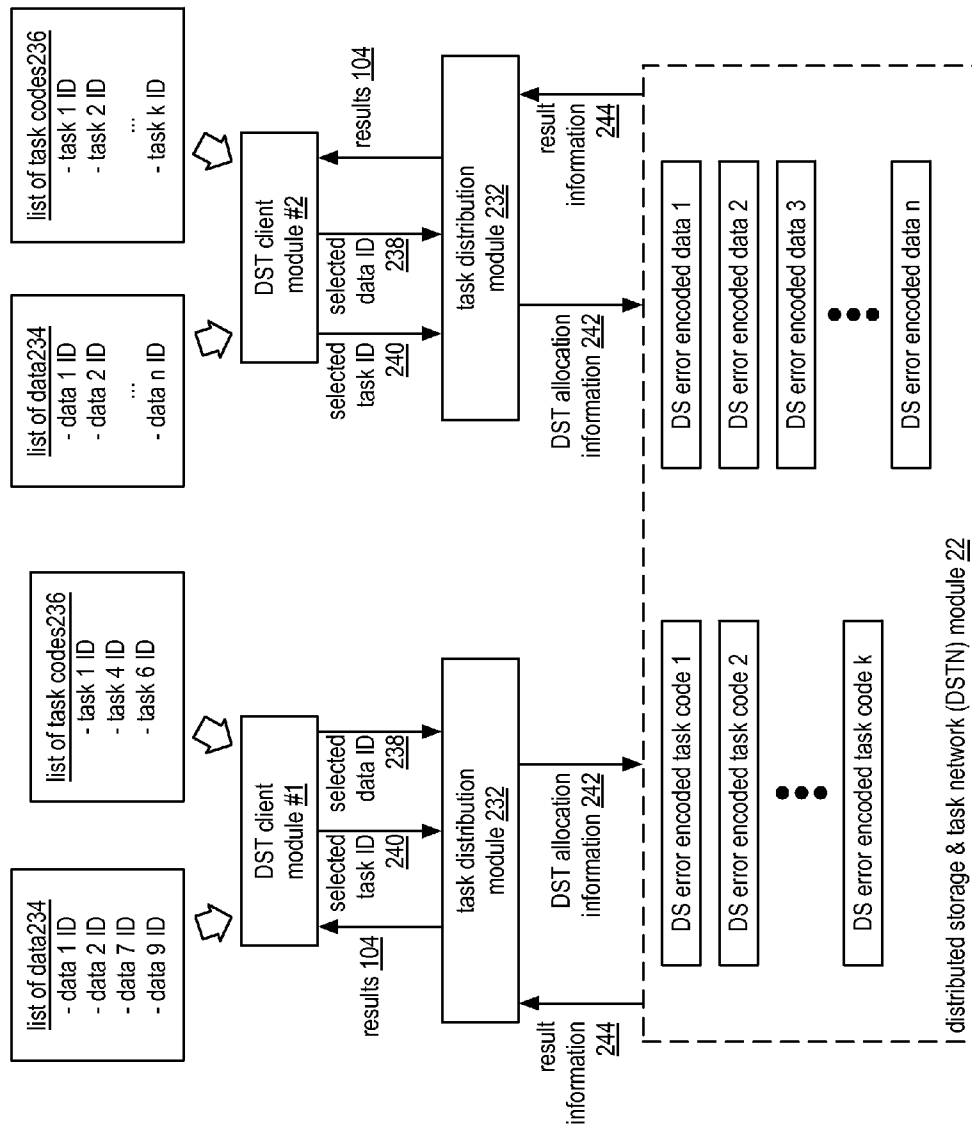 list of data234
- data 1 ID
- data 2 ID
- data 7 ID
- data 9 ID
list of task codes236
- task 1 ID
- task 4 ID
- task 6 ID
DST client
module #1
results 104
selected
task ID
240
selected
data ID
238
task distribution
module 232
result
information
244
DST allocation
information 242
list of data234
- data 1 ID
- data 2 ID
...
- data n ID
list of task codes236
- task 1 ID
- task 2 ID
...
- task k ID
DST client
module #2
selected
task ID
240
selected
data ID
238
results 104
task distribution
module 232
DST allocation
information 242
result
information
244
DS error encoded task code 1
DS error encoded task code 2
DS error encoded task code k
DS error encoded data 1
DS error encoded data 2
DS error encoded data 3
DS error encoded data n
distributed storage & task network (DSTN) module 22